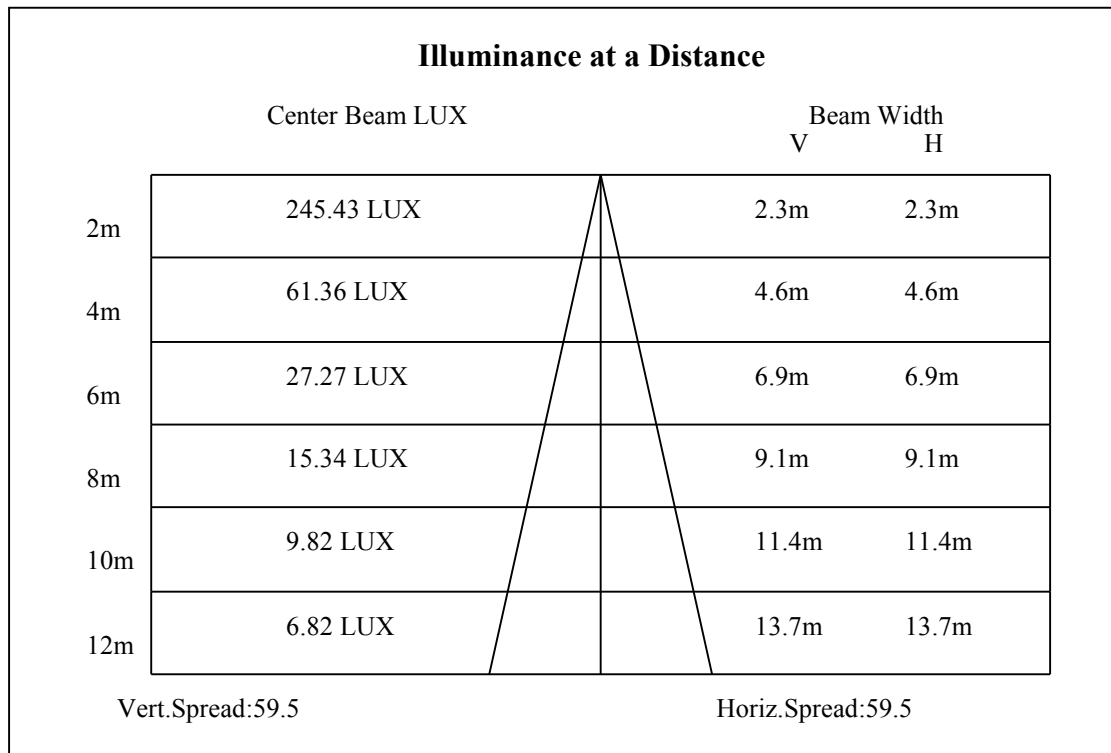 Illuminance at a Distance
Center Beam LUX Beam Width
V H
2m 245.43 LUX 2.3m 2.3m
4m 61.36 LUX 4.6m 4.6m
6m 27.27 LUX 6.9m 6.9m
8m 15.34 LUX 9.1m 9.1m
10m 9.82 LUX 11.4m 11.4m
12m 6.82 LUX 13.7m 13.7m
Vert.Spread:59.5 Horiz.Spread:59.5